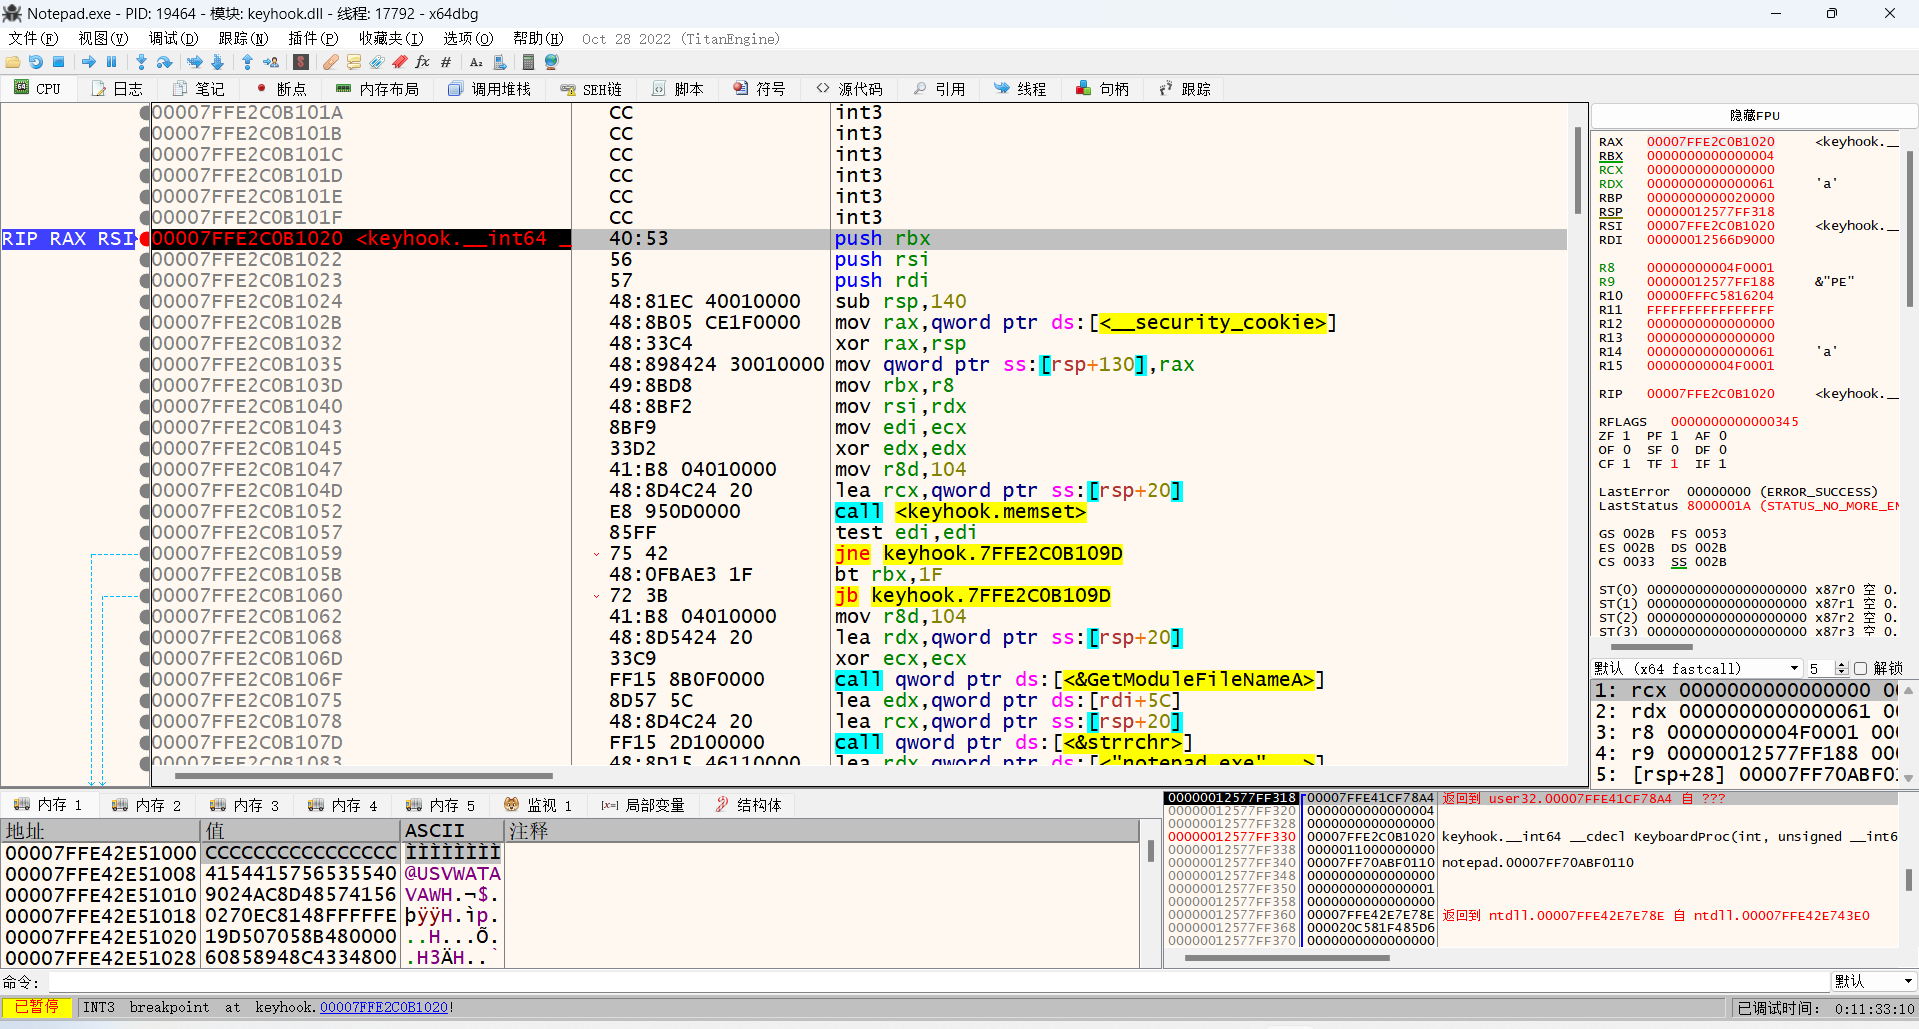 Notepad.exe - PID: 19464 - 模块: keyhook.dll - 线程: 17792 - x64dbg
文件(F) 视图(V) 调试(D) 跟踪(N) 插件(P) 收藏夹(I) 选项(O) 帮助(H) Oct 28 2022 (TitanEngine)
CPU 日志 笔记 断点 内存布局 调用堆栈 SEH链 脚本 符号 源代码 引用 线程 句柄 跟踪
00007FFE2C0B101A CC int3
00007FFE2C0B101B CC int3
00007FFE2C0B101C CC int3
00007FFE2C0B101D CC int3
00007FFE2C0B101E CC int3
00007FFE2C0B101F CC int3
RIP RAX RSI 00007FFE2C0B1020 <keyhook.__int64 _ 40:53 push rbx
00007FFE2C0B1022 56 push rsi
00007FFE2C0B1023 57 push rdi
00007FFE2C0B1024 48:81EC 40010000 sub rsp,140
00007FFE2C0B102B 48:8B05 CE1F0000 mov rax,qword ptr ds:[<__security_cookie>]
00007FFE2C0B1032 48:33C4 xor rax,rsp
00007FFE2C0B1035 48:898424 30010000 mov qword ptr ss:[rsp+130],rax
00007FFE2C0B103D 49:8BD8 mov rbx,r8
00007FFE2C0B1040 48:8BF2 mov rsi,rdx
00007FFE2C0B1043 8BF9 mov edi,ecx
00007FFE2C0B1045 33D2 xor edx,edx
00007FFE2C0B1047 41:B8 04010000 mov r8d,104
00007FFE2C0B104D 48:8D4C24 20 lea rcx,qword ptr ss:[rsp+20]
00007FFE2C0B1052 E8 950D0000 call <keyhook.memset>
00007FFE2C0B1057 85FF test edi,edi
00007FFE2C0B1059 75 42 jne keyhook.7FFE2C0B109D
00007FFE2C0B105B 48:0FBAE3 1F bt rbx,1F
00007FFE2C0B1060 72 3B jb keyhook.7FFE2C0B109D
00007FFE2C0B1062 41:B8 04010000 mov r8d,104
00007FFE2C0B1068 48:8D5424 20 lea rdx,qword ptr ss:[rsp+20]
00007FFE2C0B106D 33C9 xor ecx,ecx
00007FFE2C0B106F FF15 8B0F0000 call qword ptr ds:[<&GetModuleFileNameA>]
00007FFE2C0B1075 8D57 5C lea edx,qword ptr ds:[rdi+5C]
00007FFE2C0B1078 48:8D4C24 20 lea rcx,qword ptr ss:[rsp+20]
00007FFE2C0B107D FF15 2D100000 call qword ptr ds:[<&strrchr>]
00007FFE2C0B1083 48:8D15 46110000 lea rdx,qword ptr ds:[<"notepad.exe"...>]
隐藏FPU
RAX 00007FFE2C0B1020 <keyhook.__
RBX 0000000000000004
RCX 0000000000000000
RDX 0000000000000061 'a'
RBP 0000000000020000
RSP 00000012577FF318
RSI 00007FFE2C0B1020 <keyhook.__
RDI 00000012566D9000
R8 00000000004F0001
R9 00000012577FF188 &"PE"
R10 00000FFFC5816204
R11 FFFFFFFFFFFFFFFF
R12 0000000000000000
R13 0000000000000000
R14 0000000000000061 'a'
R15 00000000004F0001
RIP 00007FFE2C0B1020 <keyhook.__
RFLAGS 0000000000000345
ZF 1 PF 1 AF 0
OF 0 SF 0 DF 0
CF 1 TF 1 IF 1
LastError 00000000 (ERROR_SUCCESS)
LastStatus 8000001A (STATUS_NO_MORE_EN
GS 002B FS 0053
ES 002B DS 002B
CS 0033 SS 002B
ST(0) 00000000000000000000 x87r0 空 0.
ST(1) 00000000000000000000 x87r1 空 0.
ST(2) 00000000000000000000 x87r2 空 0.
ST(3) 00000000000000000000 x87r3 空 0.
默认 (x64 fastcall) 5 解锁
1: rcx 0000000000000000 00
2: rdx 0000000000000061 00
3: r8 00000000004F0001 000
4: r9 00000012577FF188 000
5: [rsp+28] 00007FF70ABF01
内存 1 内存 2 内存 3 内存 4 内存 5 监视 1 [x=] 局部变量 结构体
地址 值 ASCII 注释
00007FFE42E51000 CCCCCCCCCCCCCCCC ÌÌÌÌÌÌÌÌ
00007FFE42E51008 4154415756535540 @USVWATA
00007FFE42E51010 9024AC8D48574156 VAWH.¬$.
00007FFE42E51018 0270EC8148FFFFFE þÿÿH.ìp.
00007FFE42E51020 19D507058B480000 ..H...Õ.
00007FFE42E51028 60858948C4334800 .H3ÄH..`
00000012577FF318 00007FFE41CF78A4 返回到 user32.00007FFE41CF78A4 自 ???
00000012577FF320 0000000000000004
00000012577FF328 0000000000000000
00000012577FF330 00007FFE2C0B1020 keyhook.__int64 __cdecl KeyboardProc(int, unsigned __int6
00000012577FF338 0000011000000000
00000012577FF340 00007FF70ABF0110 notepad.00007FF70ABF0110
00000012577FF348 0000000000000000
00000012577FF350 0000000000000001
00000012577FF358 0000000000000000
00000012577FF360 00007FFE42E7E78E 返回到 ntdll.00007FFE42E7E78E 自 ntdll.00007FFE42E743E0
00000012577FF368 000020C581F485D6
00000012577FF370 0000000000000000
命令: 默认
已暂停 INT3 breakpoint at keyhook.00007FFE2C0B1020! 已调试时间: 0:11:33:10